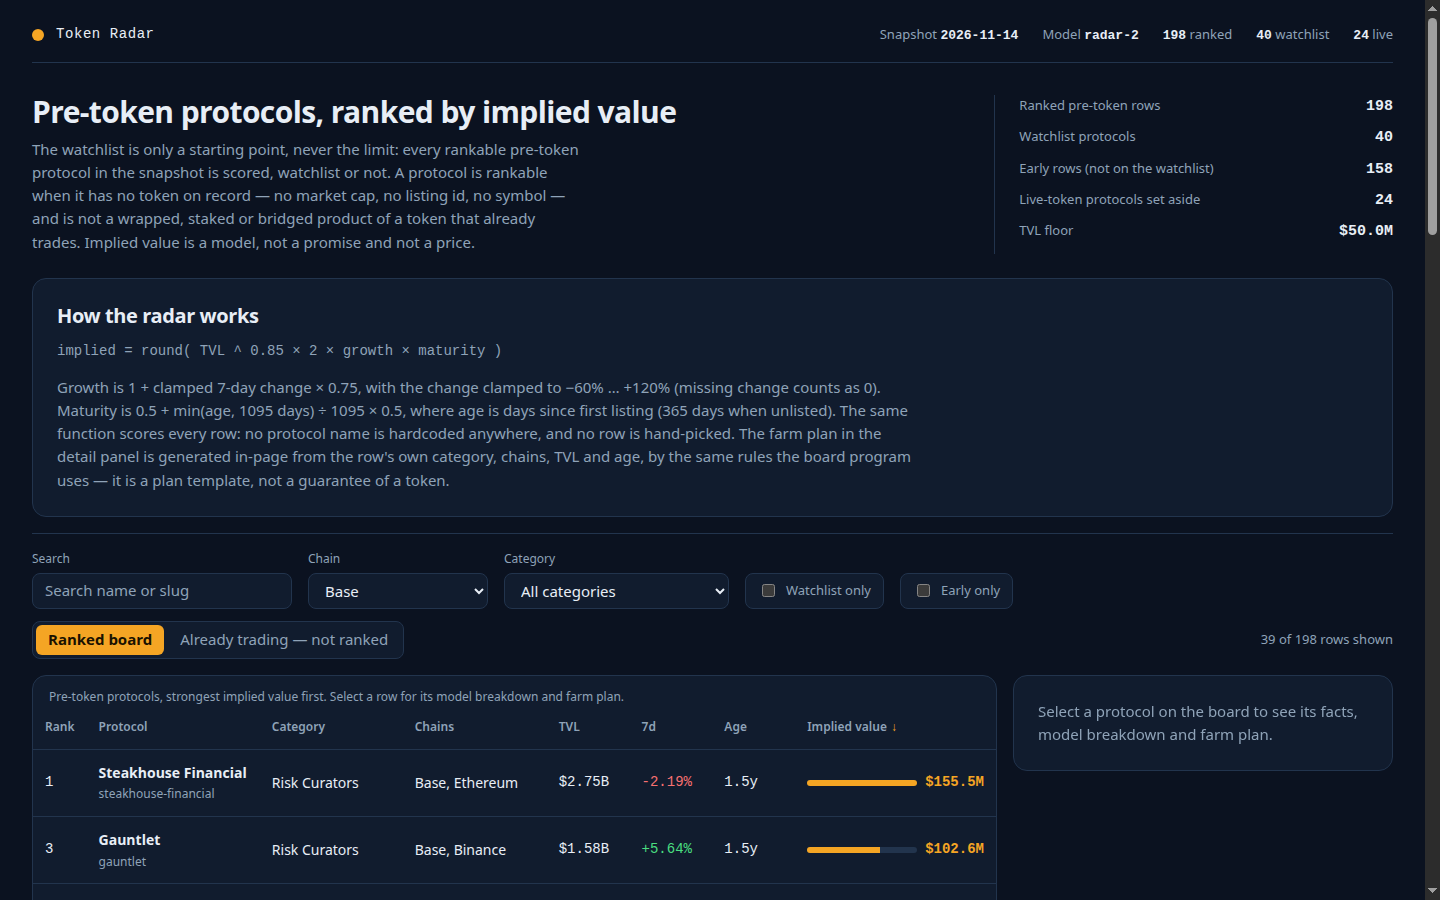 Token Radar
Snapshot 2026-11-14 Model radar-2 198 ranked 40 watchlist 24 live
Pre-token protocols, ranked by implied value
The watchlist is only a starting point, never the limit: every rankable pre-token
protocol in the snapshot is scored, watchlist or not. A protocol is rankable
when it has no token on record — no market cap, no listing id, no symbol —
and is not a wrapped, staked or bridged product of a token that already
trades. Implied value is a model, not a promise and not a price.
Ranked pre-token rows 198
Watchlist protocols 40
Early rows (not on the watchlist) 158
Live-token protocols set aside 24
TVL floor $50.0M
How the radar works
implied = round( TVL ^ 0.85 × 2 × growth × maturity )
Growth is 1 + clamped 7-day change × 0.75, with the change clamped to −60% … +120% (missing change counts as 0).
Maturity is 0.5 + min(age, 1095 days) ÷ 1095 × 0.5, where age is days since first listing (365 days when unlisted). The same
function scores every row: no protocol name is hardcoded anywhere, and no row is hand-picked. The farm plan in the
detail panel is generated in-page from the row's own category, chains, TVL and age, by the same rules the board program
uses — it is a plan template, not a guarantee of a token.
Search Chain Category
Search name or slug Base All categories Watchlist only Early only
Ranked board Already trading — not ranked 39 of 198 rows shown
Pre-token protocols, strongest implied value first. Select a row for its model breakdown and farm plan.
Rank Protocol Category Chains TVL 7d Age Implied value ↓
1 Steakhouse Financial Risk Curators Base, Ethereum $2.75B -2.19% 1.5y $155.5M
steakhouse-financial
3 Gauntlet Risk Curators Base, Binance $1.58B +5.64% 1.5y $102.6M
gauntlet
Select a protocol on the board to see its facts,
model breakdown and farm plan.